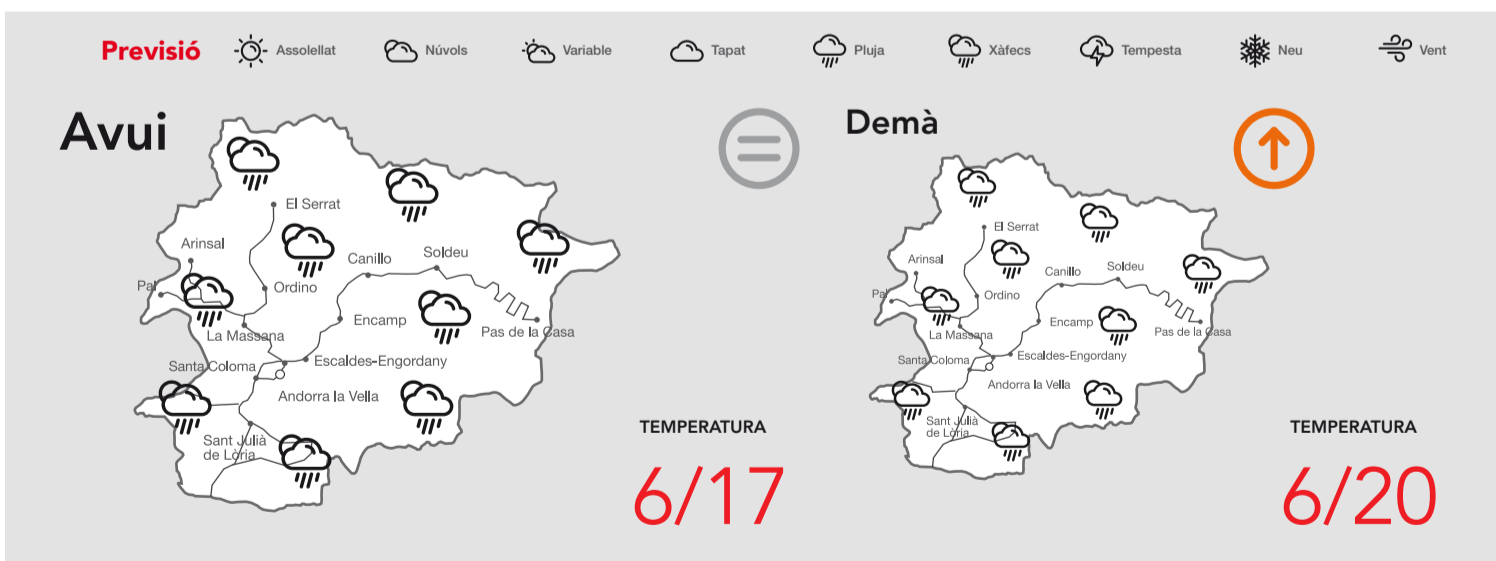 Previsió
Assolellat
Núvols
Variable
Tapat
Pluja
Xàfecs
Tempesta
Neu
Vent
Avui
El Serrat
Arinsal
Canillo
Soldeu
Pal
Ordino
La Massana
Encamp
Pas de la Casa
Santa Coloma
Escaldes-Engordany
Andorra la Vella
Sant Julià
de Lòria
TEMPERATURA
6/17
Demà
El Serrat
Arinsal
Canillo
Soldeu
Pal
Ordino
La Massana
Encamp
Pas de la Casa
Santa Coloma
Escaldes-Engordany
Andorra la Vella
Sant Julià
de Lòria
TEMPERATURA
6/20